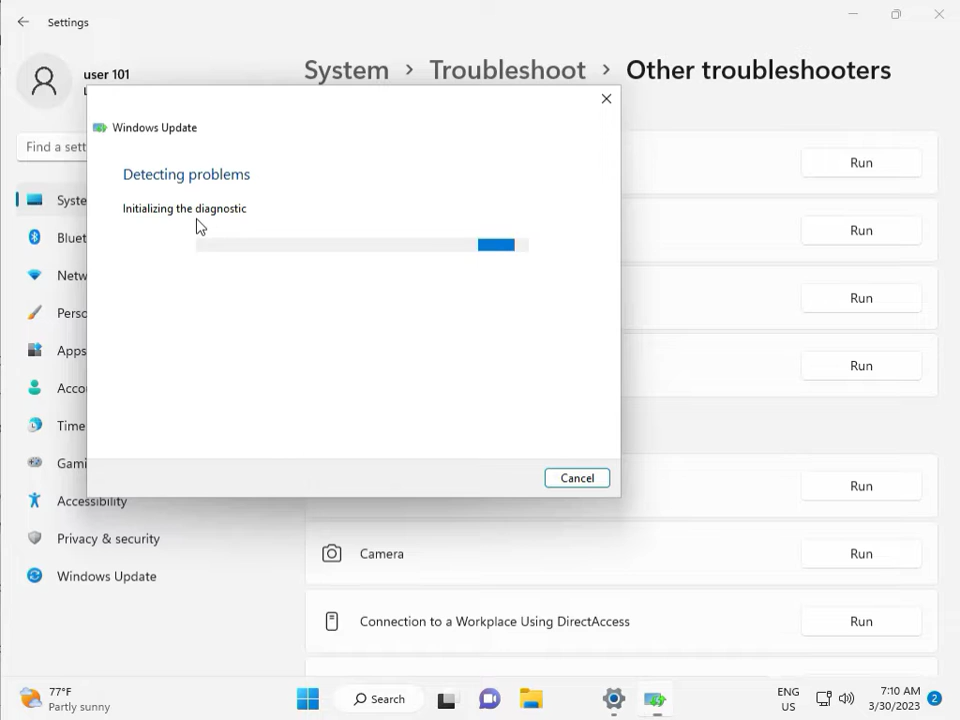 Settings
user 101
System > Troubleshoot > Other troubleshooters
Windows Update
Find a sett
Run
Detecting problems
Syste
Initializing the diagnostic
Bluet
Run
Netw
Run
Perso
Apps
Run
Acco
Time
Gami
Cancel
Run
Accessibility
Privacy & security
Camera
Run
Windows Update
Connection to a Workplace Using DirectAccess
Run
77°F
Partly sunny
Search
ENG
US
7:10 AM
3/30/2023
2